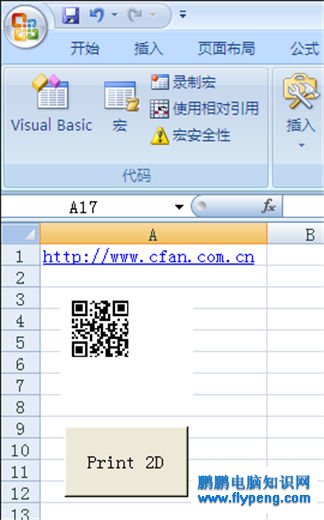 开始 插入 页面布局 公式
Visual Basic
宏
录制宏
使用相对引用
宏安全性
插入
代码
A17 fx
A B
1 http://www.cfan.com.cn
2
3
4
5
6
7
8
9
10
11
12
13
Print 2D
鹏鹏电脑知识网
www.flypeng.com